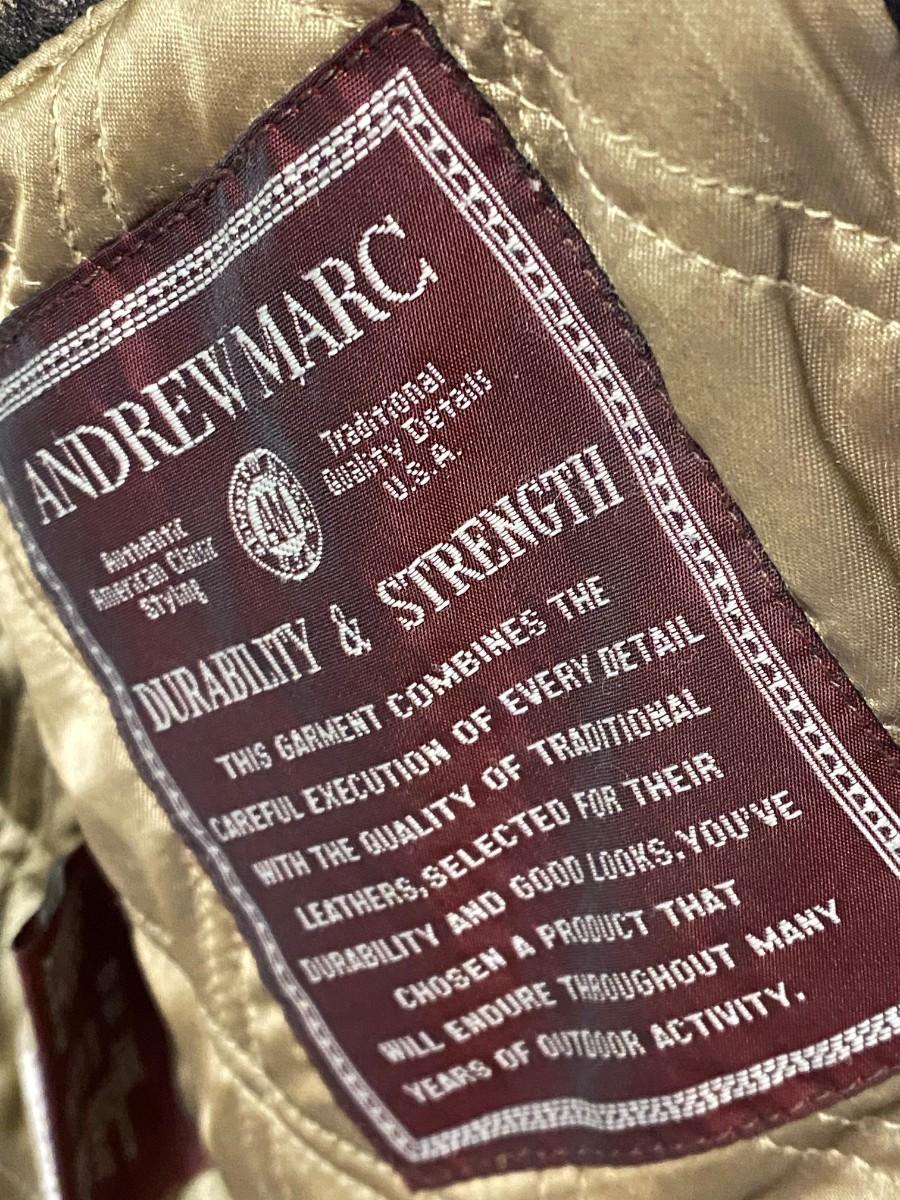 ANDREW MARC
Authentic
American Classic
Styling
Traditional
Quality Details
U.S.A.
DURABILITY & STRENGTH
THIS GARMENT COMBINES THE
CAREFUL EXECUTION OF EVERY DETAIL
WITH THE QUALITY OF TRADITIONAL
LEATHERS, SELECTED FOR THEIR
DURABILITY AND GOOD LOOKS. YOU'VE
CHOSEN A PRODUCT THAT
WILL ENDURE THROUGHOUT MANY
YEARS OF OUTDOOR ACTIVITY.